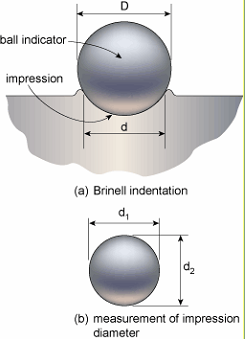 D
ball indicator
impression
d
(a) Brinell indentation
d1
d2
(b) measurement of impression
diameter